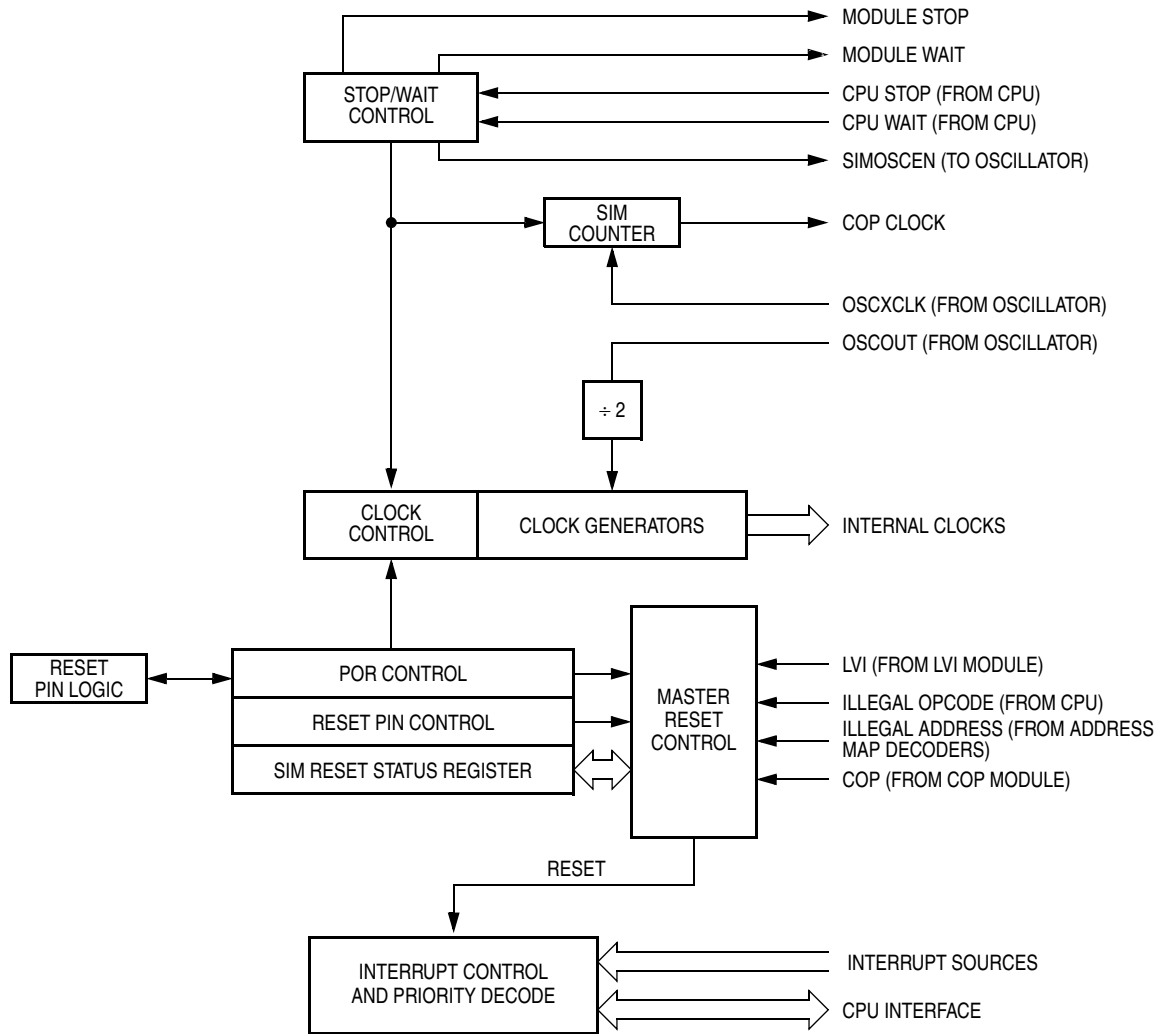 MODULE STOP
MODULE WAIT
STOP/WAIT
CONTROL
CPU STOP (FROM CPU)
CPU WAIT (FROM CPU)
SIMOSCEN (TO OSCILLATOR)
SIM
COUNTER
COP CLOCK
OSCXCLK (FROM OSCILLATOR)
OSCOUT (FROM OSCILLATOR)
÷ 2
CLOCK
CONTROL
CLOCK GENERATORS
INTERNAL CLOCKS
RESET
PIN LOGIC
POR CONTROL
RESET PIN CONTROL
SIM RESET STATUS REGISTER
MASTER
RESET
CONTROL
LVI (FROM LVI MODULE)
ILLEGAL OPCODE (FROM CPU)
ILLEGAL ADDRESS (FROM ADDRESS
MAP DECODERS)
COP (FROM COP MODULE)
RESET
INTERRUPT CONTROL
AND PRIORITY DECODE
INTERRUPT SOURCES
CPU INTERFACE